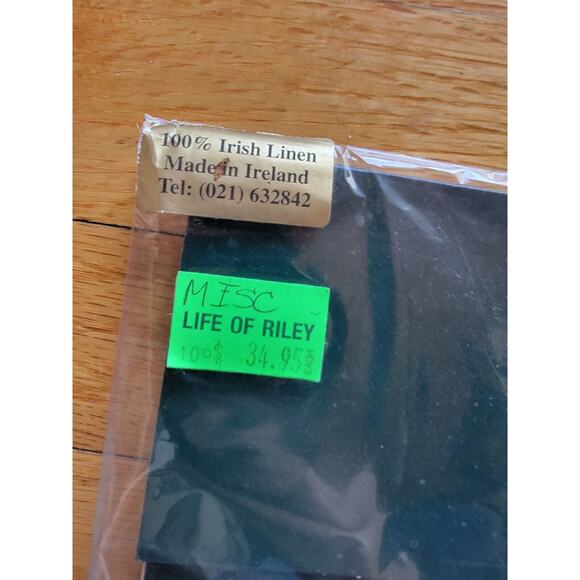 100% Irish Linen
Made in Ireland
Tel: (021) 632842
MISC
LIFE OF RILEY
34.95